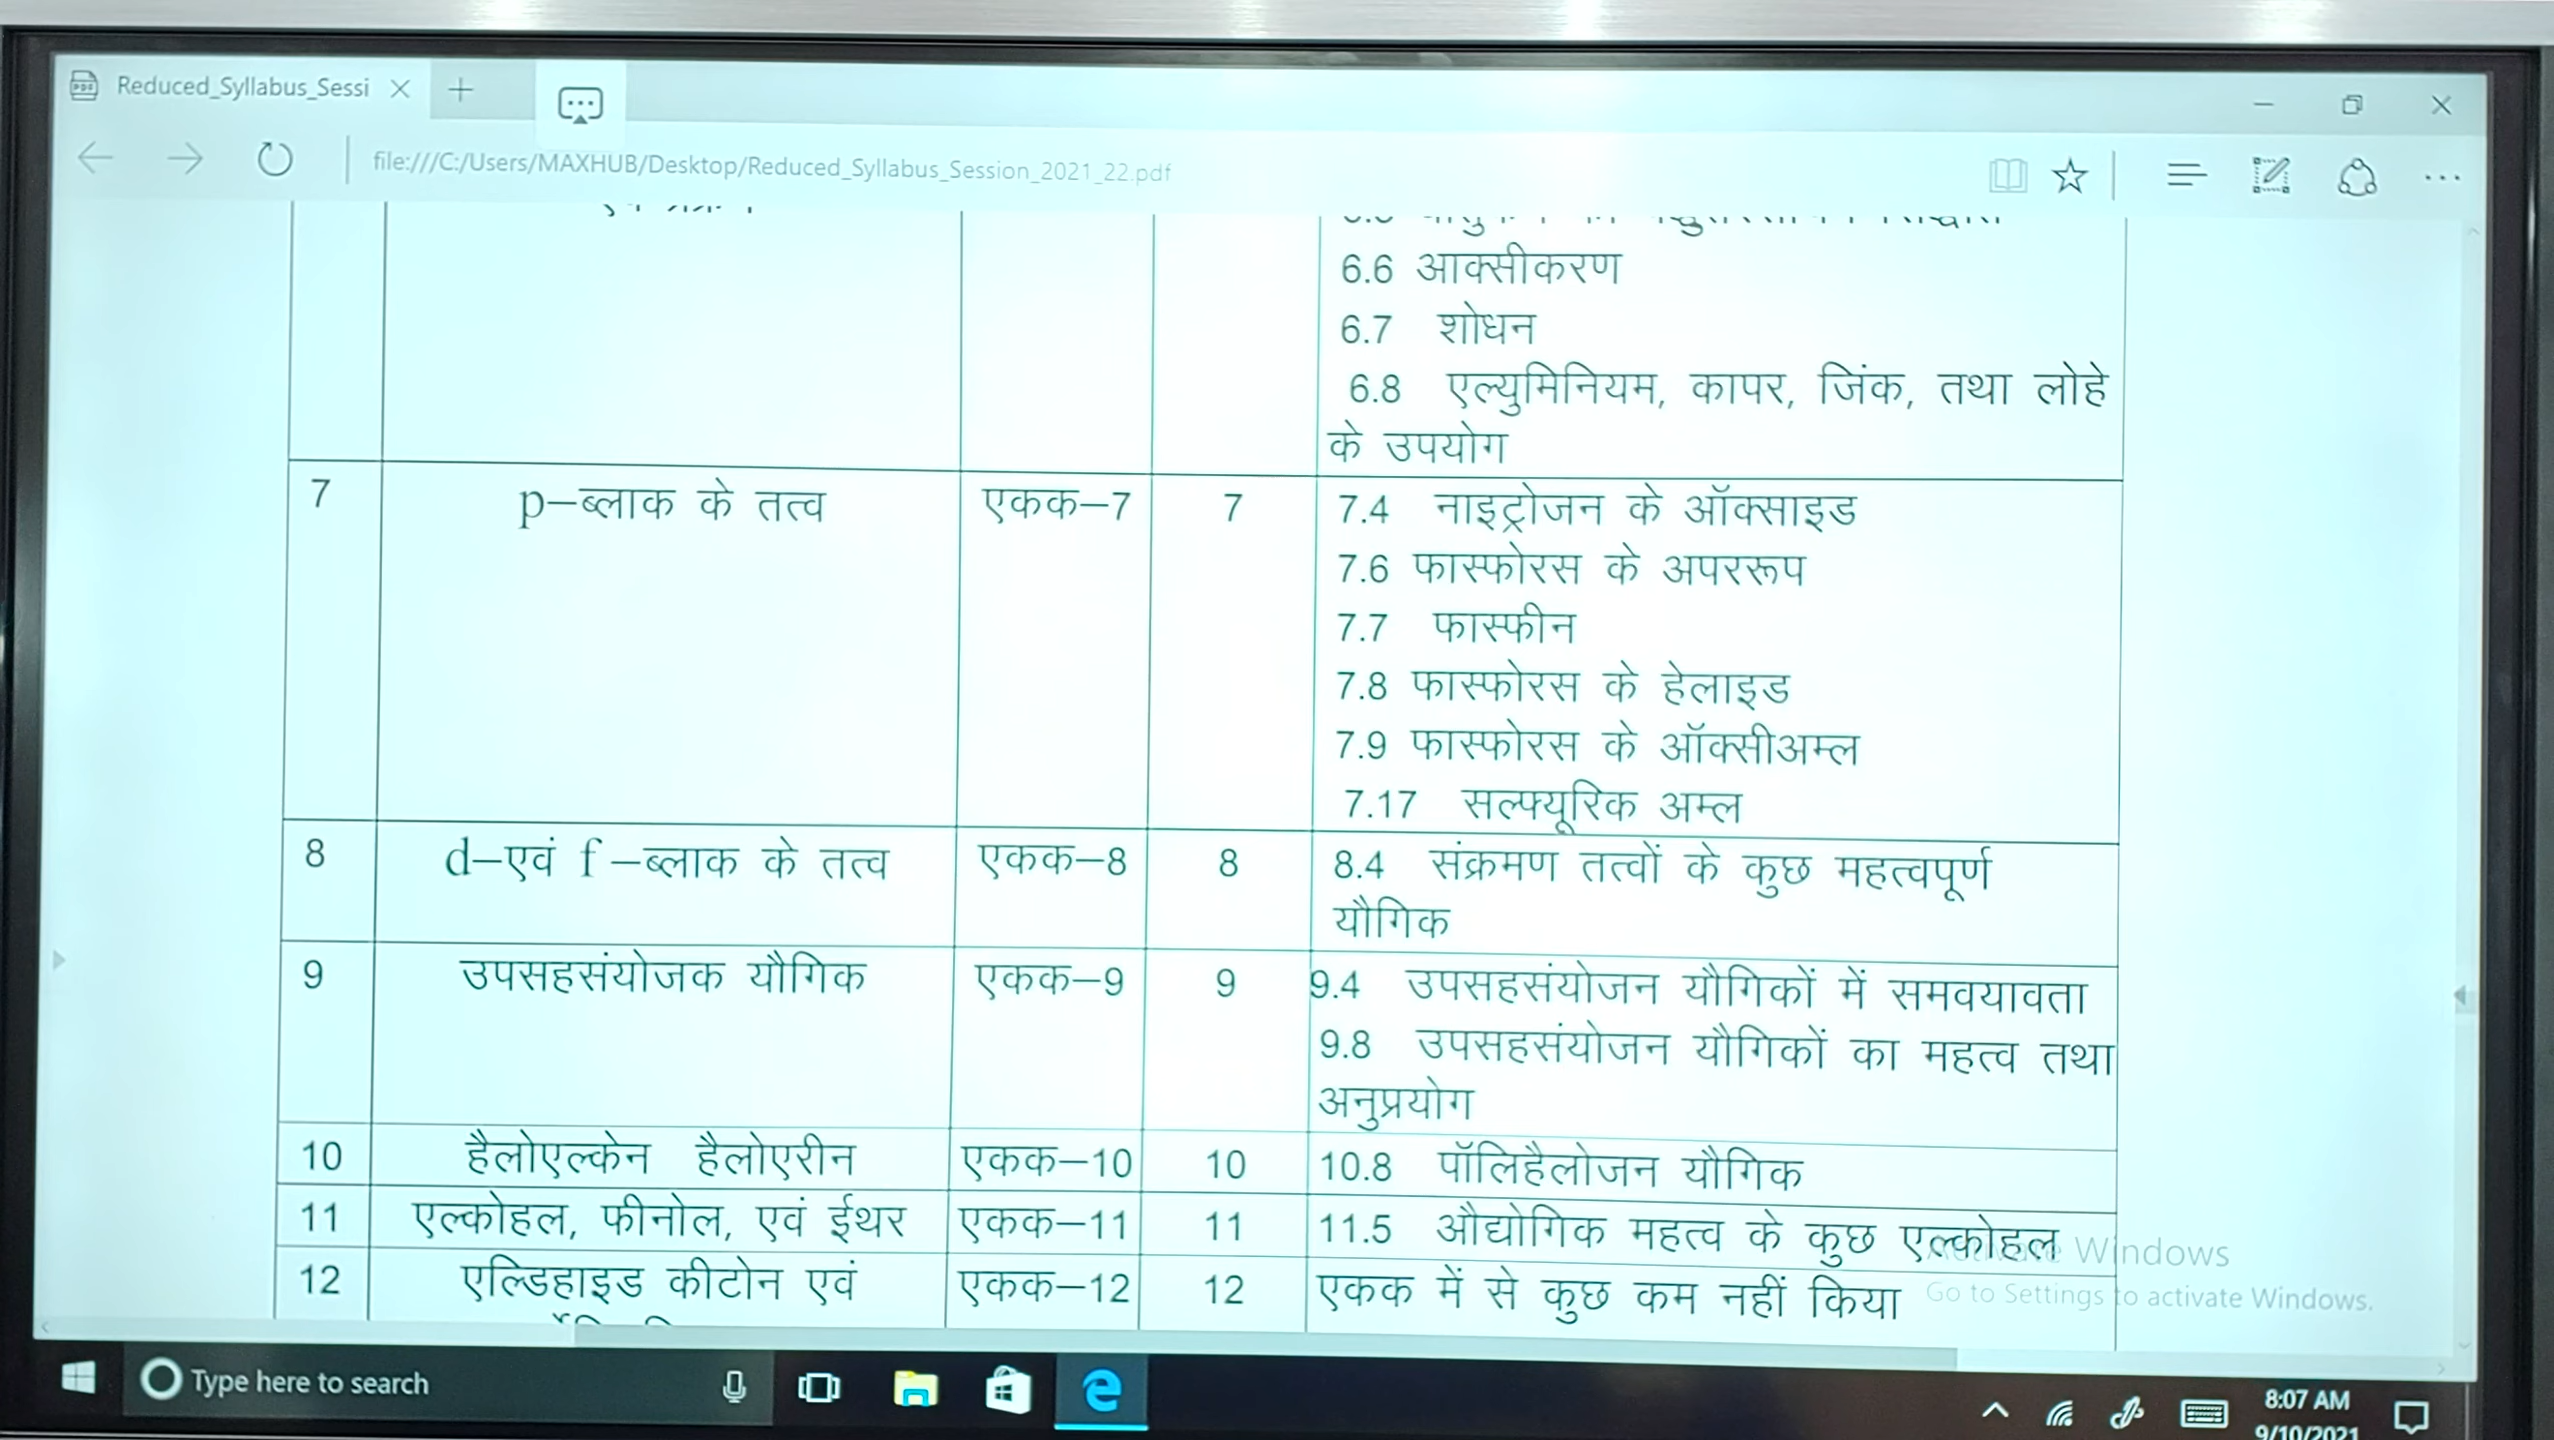 Reduced_Syllabus_Sessi
file:///C:/Users/MAXHUB/Desktop/Reduced_Syllabus_Session_2021_22.pdf
6.6 आक्सीकरण
6.7 शोधन
6.8 एल्युमिनियम, कापर, जिंक, तथा लोहे
के उपयोग
7 p–ब्लाक के तत्व एकक–7 7 7.4 नाइट्रोजन के ऑक्साइड
7.6 फास्फोरस के अपररूप
7.7 फास्फीन
7.8 फास्फोरस के हेलाइड
7.9 फास्फोरस के ऑक्सीअम्ल
7.17 सल्फ्यूरिक अम्ल
8 d–एवं f –ब्लाक के तत्व एकक–8 8 8.4 संक्रमण तत्वों के कुछ महत्वपूर्ण
यौगिक
9 उपसहसंयोजक यौगिक एकक–9 9 9.4 उपसहसंयोजन यौगिकों में समवयावता
9.8 उपसहसंयोजन यौगिकों का महत्व तथा
अनुप्रयोग
10 हैलोएल्केन हैलोएरीन एकक–10 10 10.8 पॉलिहैलोजन यौगिक
11 एल्कोहल, फीनोल, एवं ईथर एकक–11 11 11.5 औद्योगिक महत्व के कुछ एल्कोहल
12 एल्डिहाइड कीटोन एवं एकक–12 12 एकक में से कुछ कम नहीं किया
Activate Windows
Go to Settings to activate Windows.
Type here to search
8:07 AM
9/10/2021